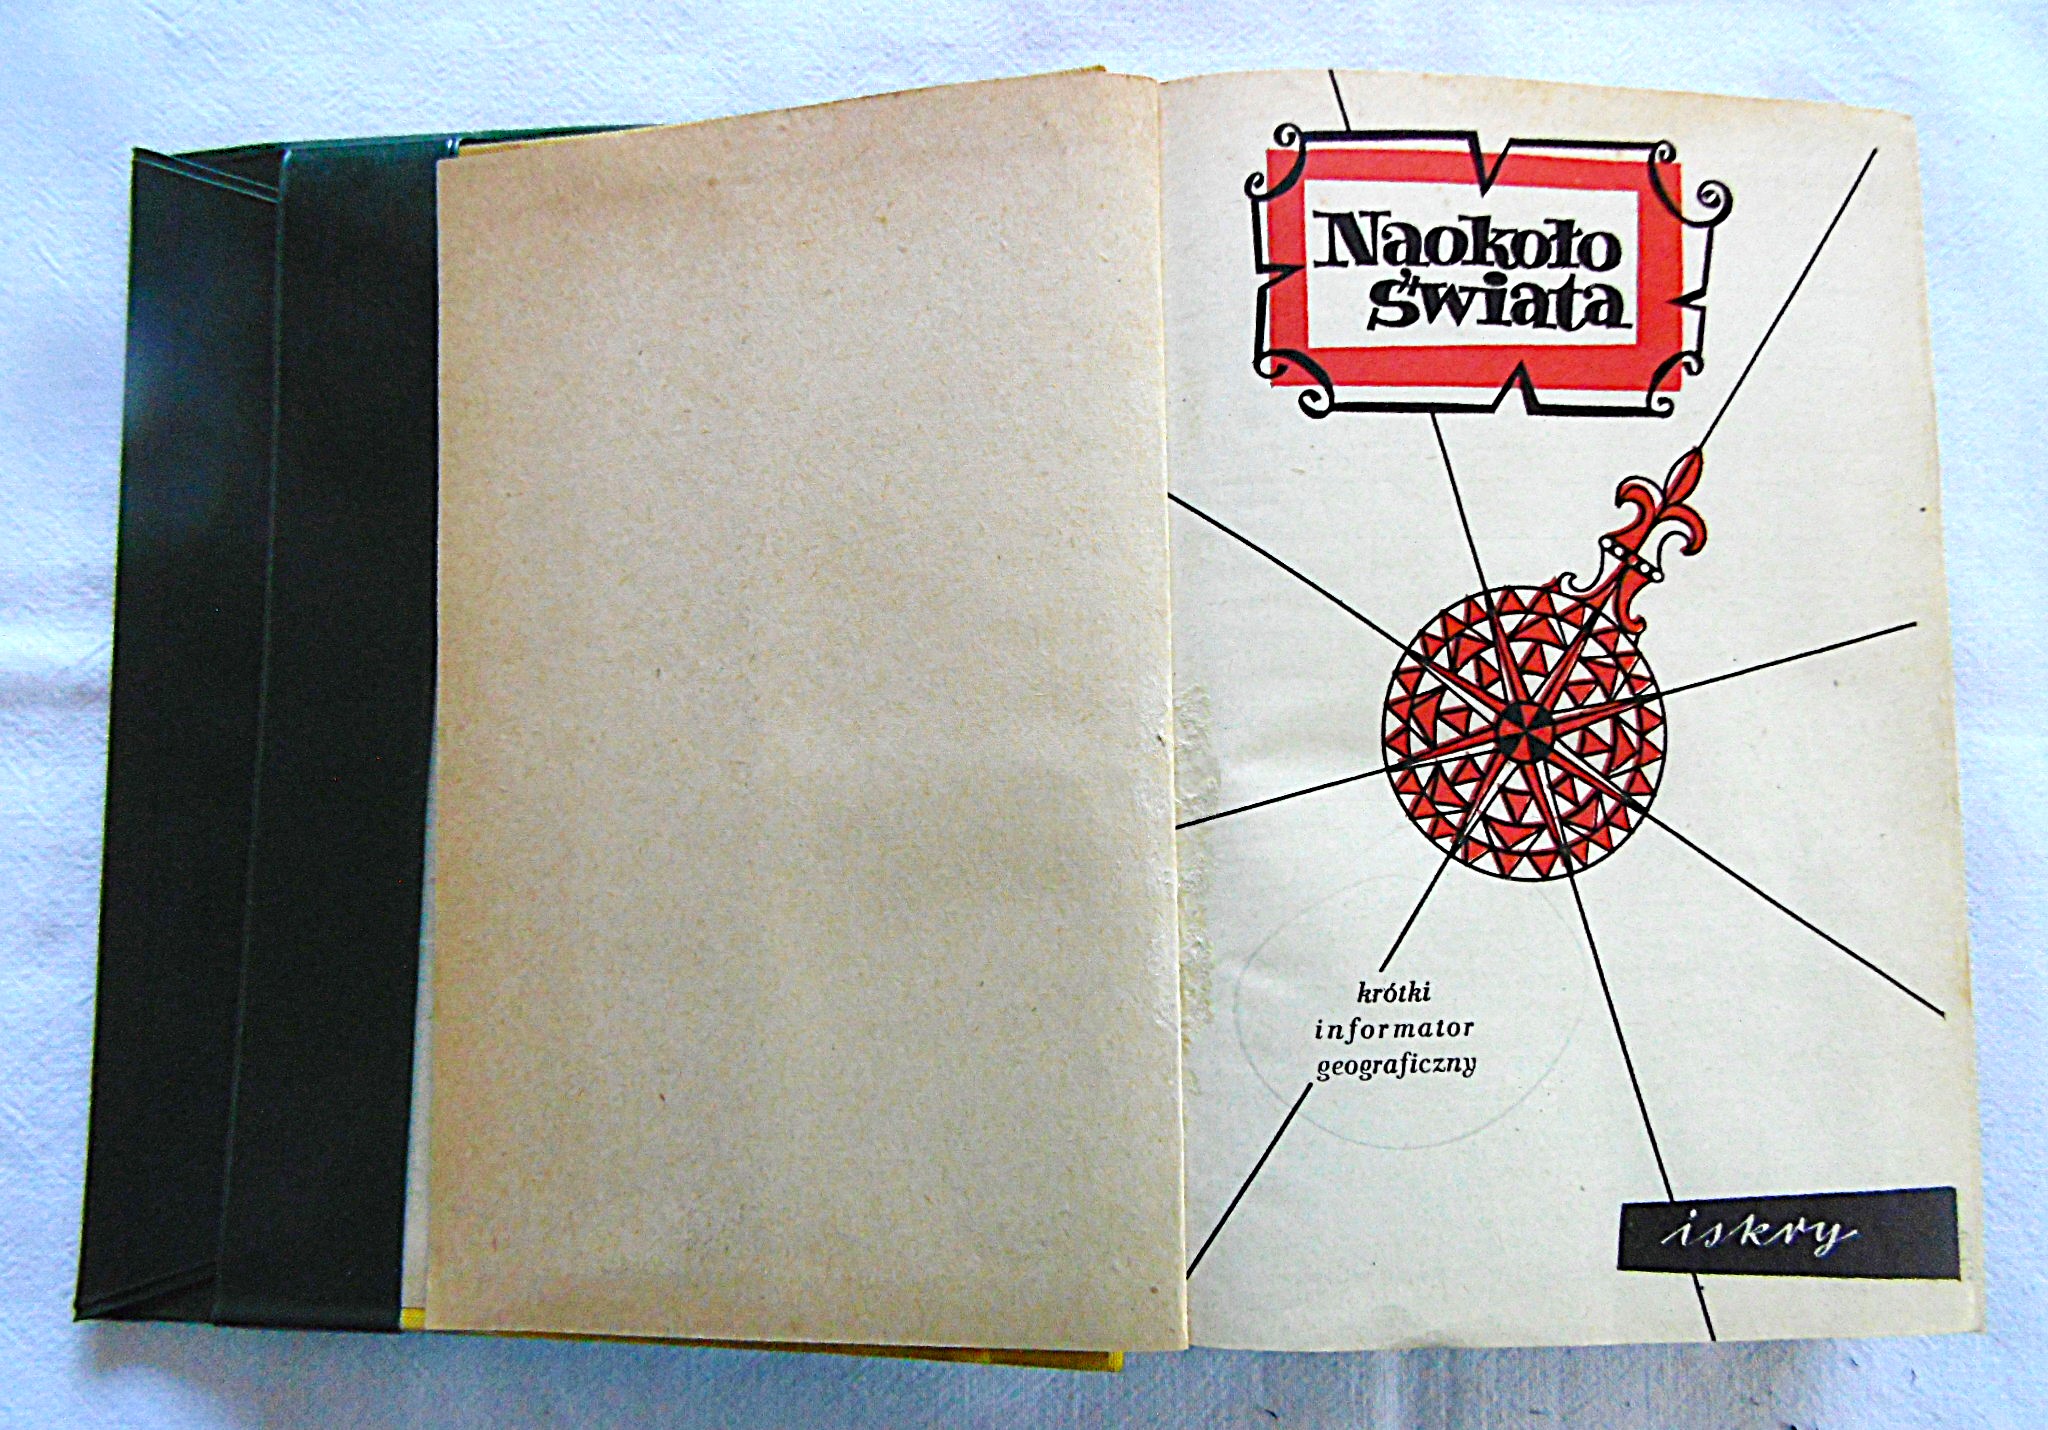 Naokoło
świata
krótki
informator
geograficzny
iskry